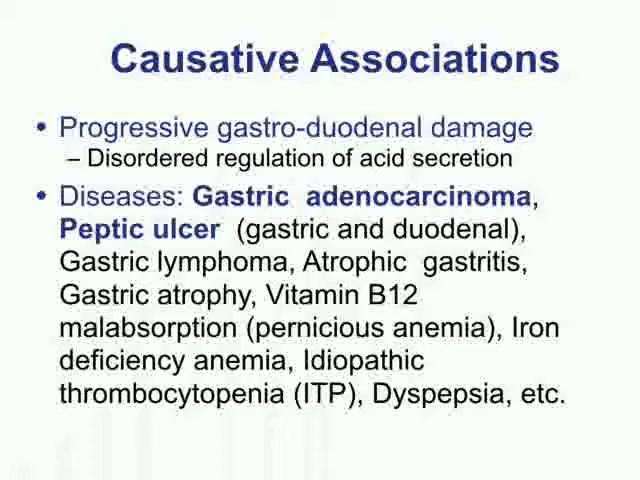 Causative Associations
• Progressive gastro-duodenal damage
– Disordered regulation of acid secretion
• Diseases: Gastric adenocarcinoma,
Peptic ulcer (gastric and duodenal),
Gastric lymphoma, Atrophic gastritis,
Gastric atrophy, Vitamin B12
malabsorption (pernicious anemia), Iron
deficiency anemia, Idiopathic
thrombocytopenia (ITP), Dyspepsia, etc.